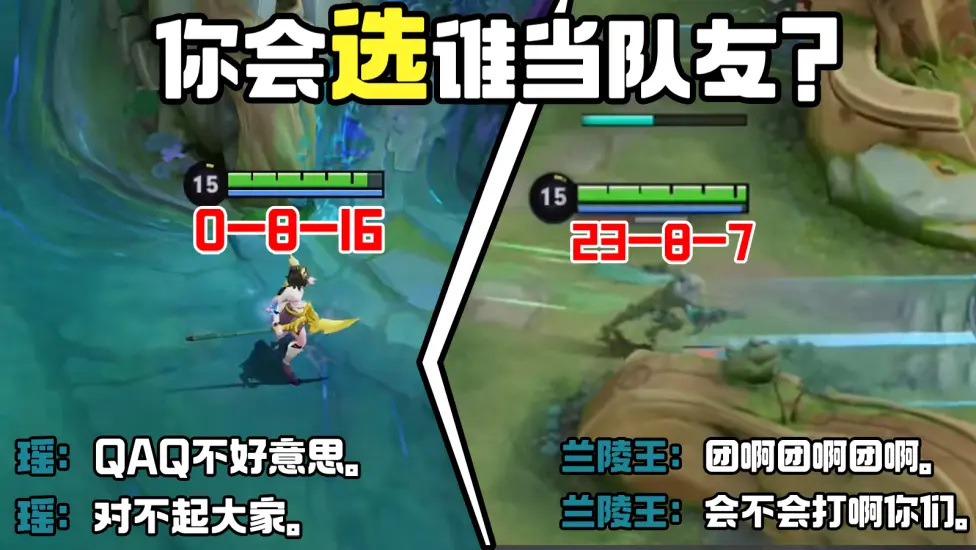 你会选谁当队友？
15
0-8-16
15
23-8-7
瑶：QAQ不好意思。
瑶：对不起大家。
兰陵王：团啊团啊团啊。
兰陵王：会不会打啊你们。